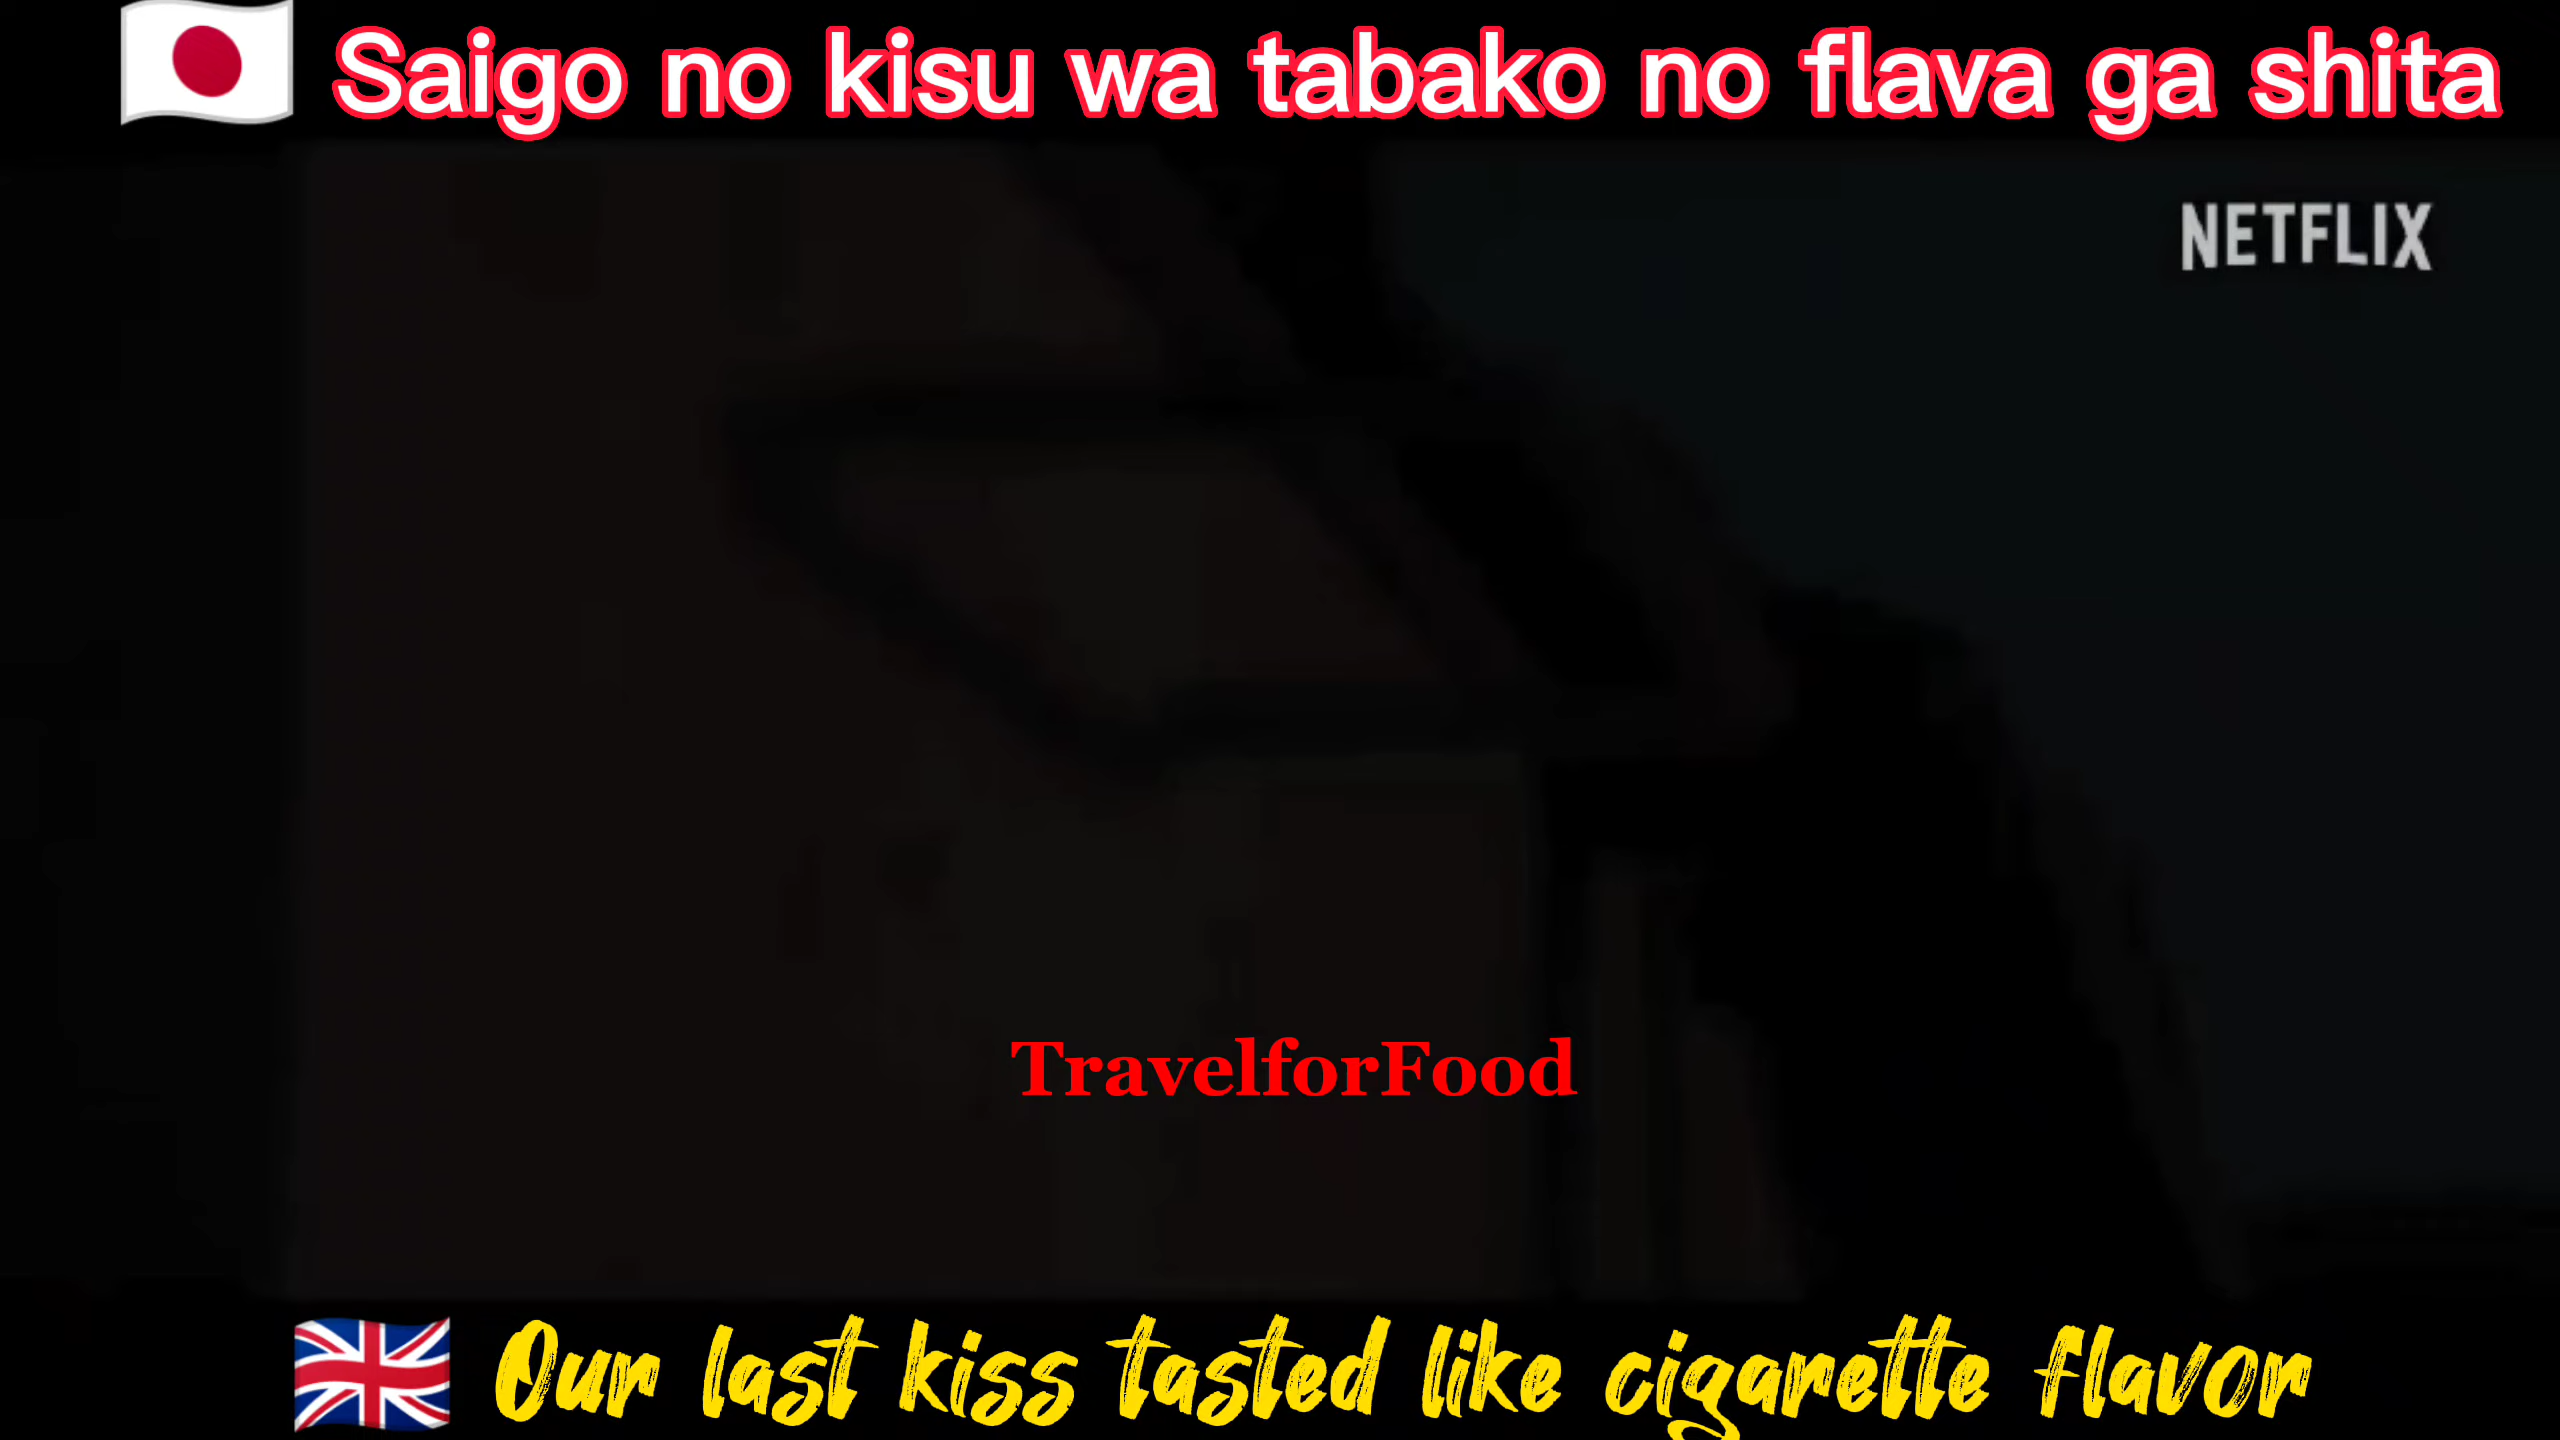 Saigo no kisu wa tabako no flava ga shita
NETFLIX
TravelforFood
Our last kiss tasted like cigarette flavor